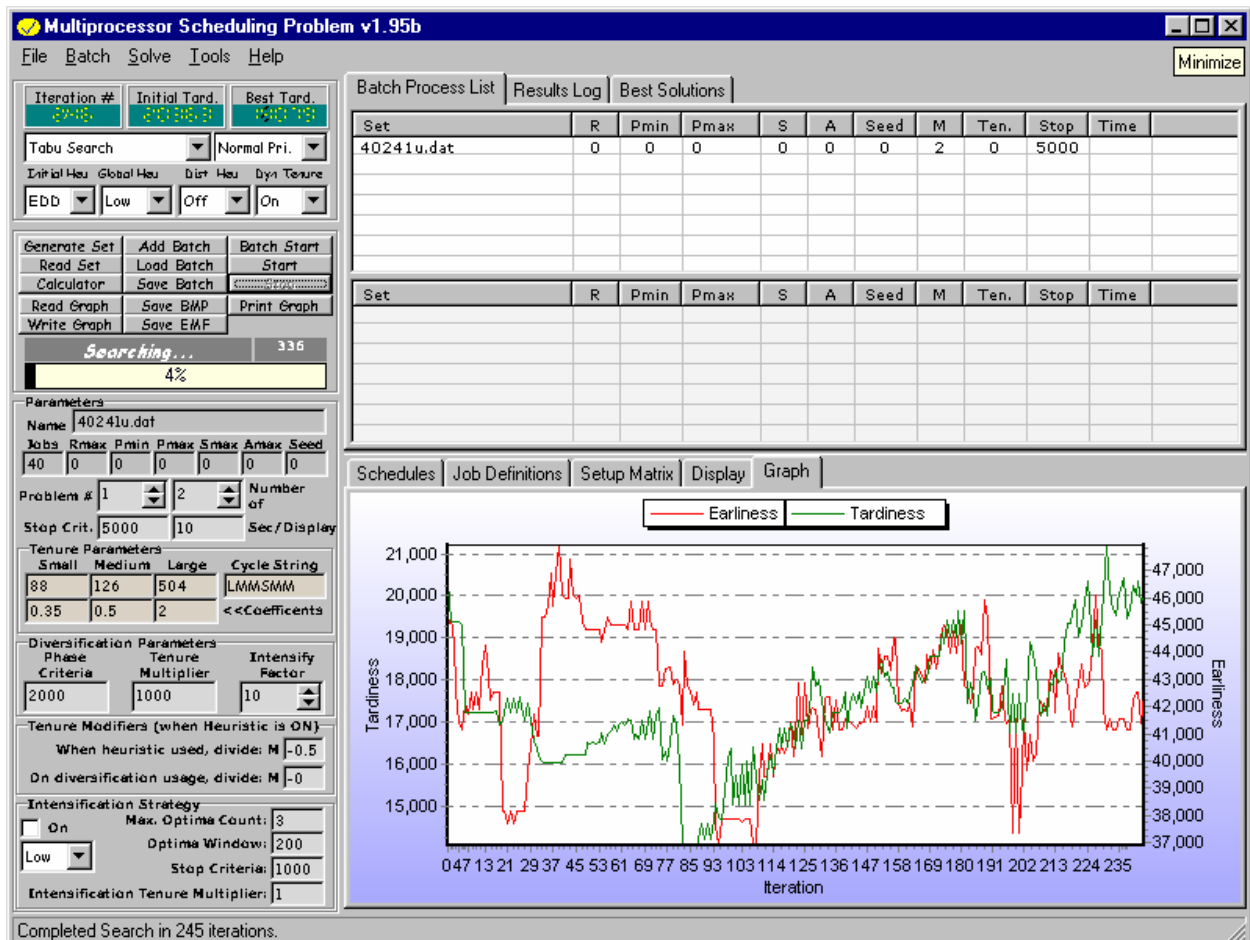 Multiprocessor Scheduling Problem v1.95b
File Batch Solve Tools Help
Minimize
Iteration # Initial Tard. Best Tard.
Tabu Search Normal Pri.
Initial Heu Global Heu Dist Heu Dyn Tenure
EDD Low Off On
Generate Set Add Batch Batch Start
Read Set Load Batch Start
Calculator Save Batch Stop
Read Graph Save BMP Print Graph
Write Graph Save EMF
Searching... 336
4%
Parameters
Name 40241u.dat
Jobs Rmax Pmin Pmax Smax Amax Seed
40 0 0 0 0 0 0
Problem # 1 2 Number of
Stop Crit. 5000 10 Sec/Display
Tenure Parameters
Small Medium Large Cycle String
88 126 504 LMMSMM
0.35 0.5 2 <<Coefficents
Diversification Parameters
Phase Criteria Tenure Multiplier Intensify Factor
2000 1000 10
Tenure Modifiers (when Heuristic is ON)
When heuristic used, divide: M -0.5
On diversification usage, divide: M -0
Intensification Strategy
On Max. Optima Count: 3
Optima Window: 200
Low Stop Criteria: 1000
Intensification Tenure Multiplier: 1
Completed Search in 245 iterations.
Batch Process List Results Log Best Solutions
Set R Pmin Pmax S A Seed M Ten. Stop Time
40241u.dat 0 0 0 0 0 0 2 0 5000
Set R Pmin Pmax S A Seed M Ten. Stop Time
Schedules Job Definitions Setup Matrix Display Graph
Earliness Tardiness
21,000
20,000
19,000
18,000
17,000
16,000
15,000
Tardiness
47,000
46,000
45,000
44,000
43,000
42,000
41,000
40,000
39,000
38,000
37,000
Earliness
0 4 7 13 21 29 37 45 53 61 69 77 85 93 103 114 125 136 147 158 169 180 191 202 213 224 235
Iteration